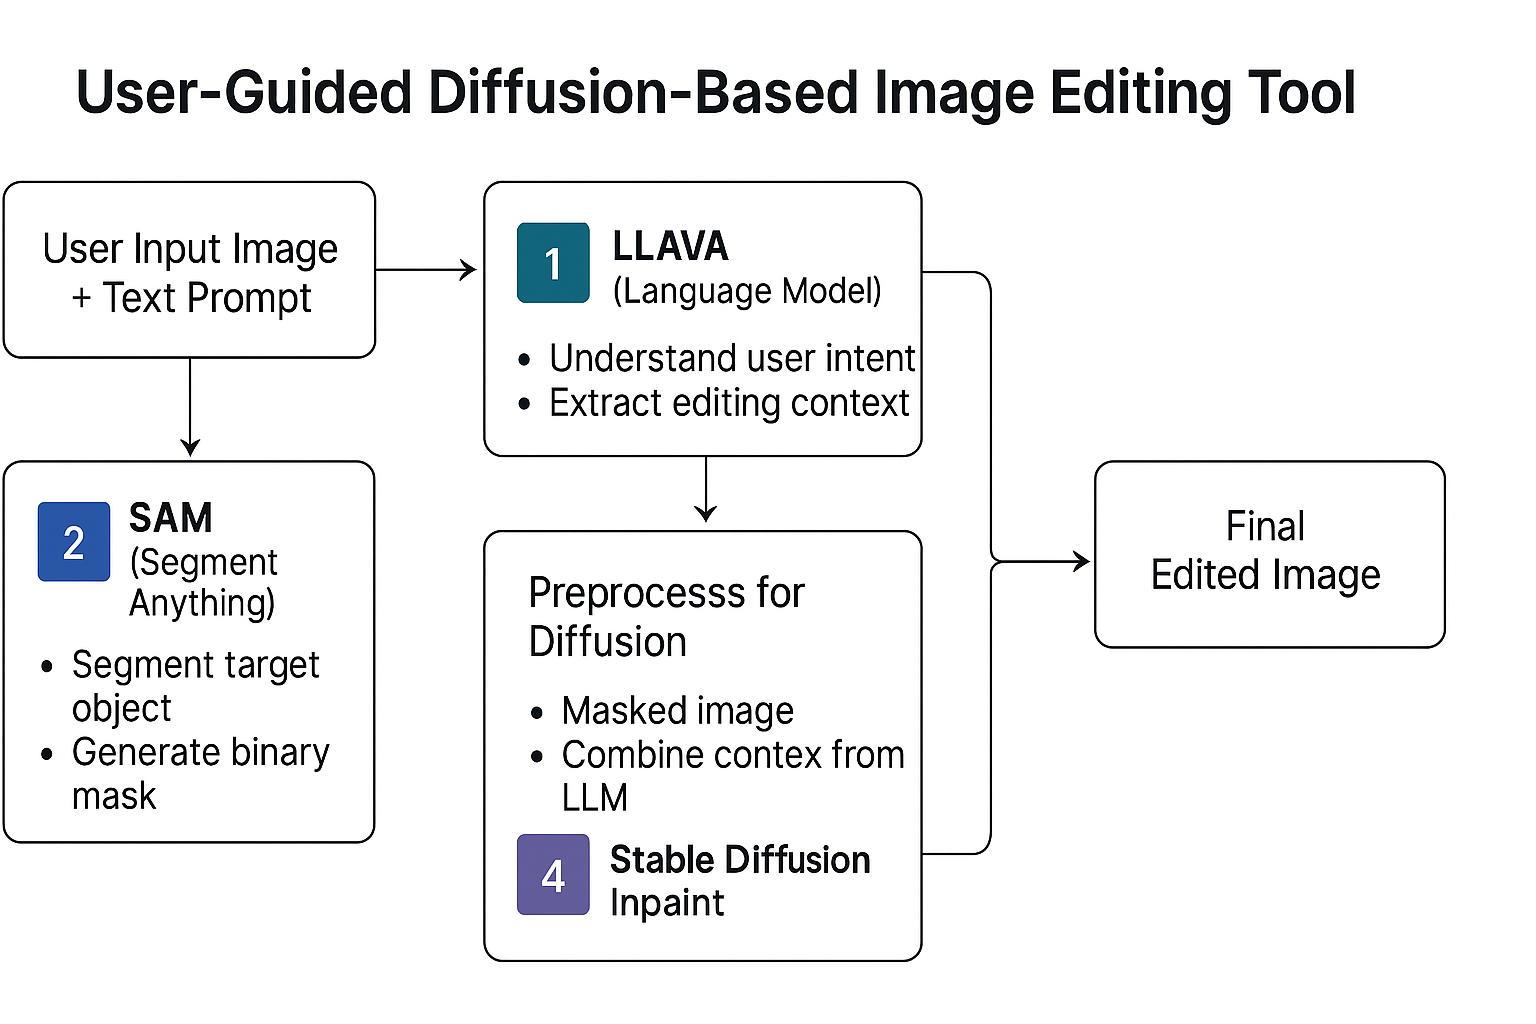 User-Guided Diffusion-Based Image Editing Tool
User Input Image
+ Text Prompt
1
LLAVA
(Language Model)
• Understand user intent
• Extract editing context
2
SAM
(Segment
Anything)
• Segment target
object
• Generate binary
mask
Preprocesss for
Diffusion
• Masked image
• Combine contex from
LLM
4
Stable Diffusion
Inpaint
Final
Edited Image